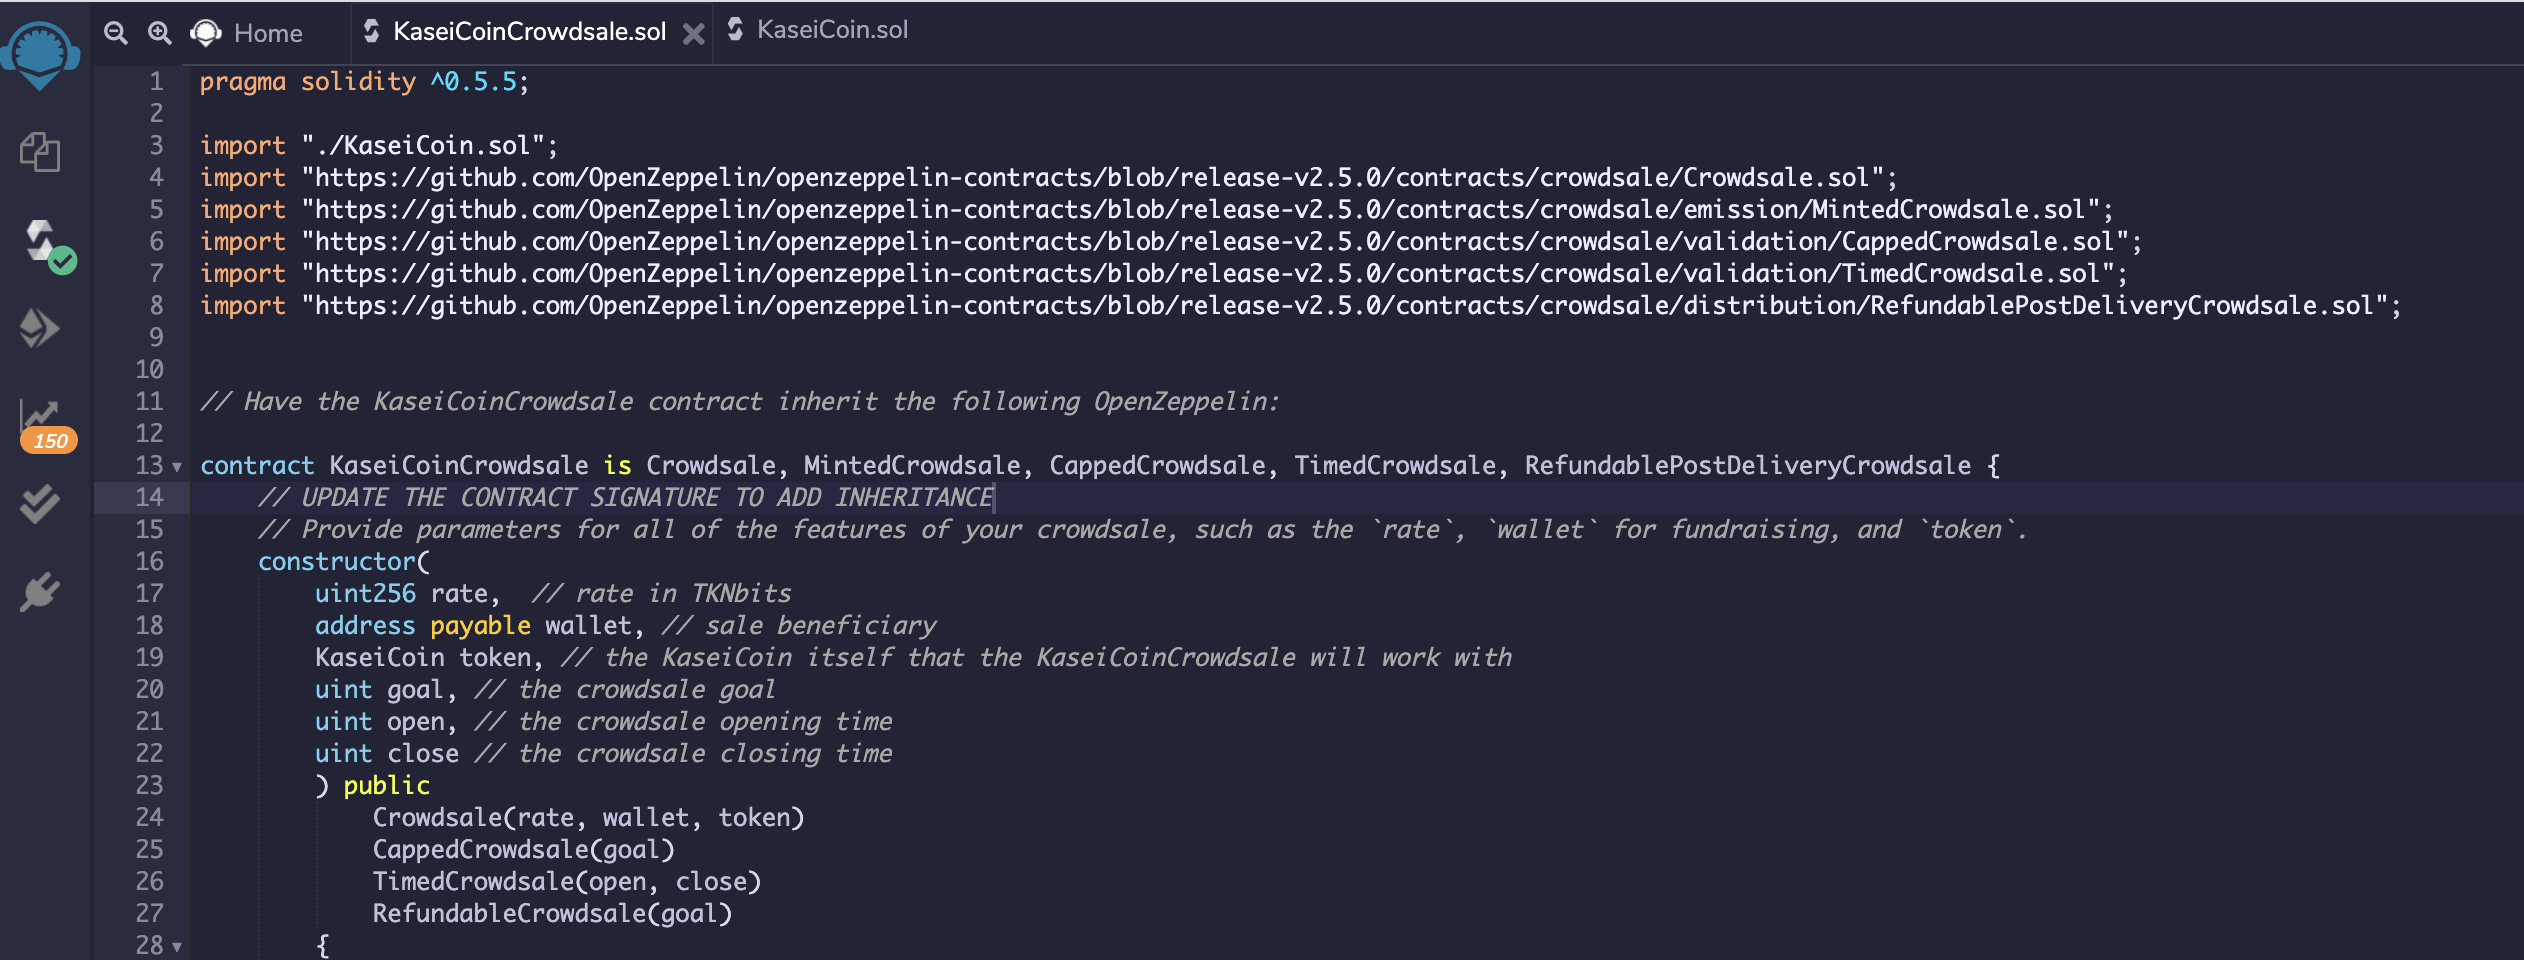 Home KaseiCoinCrowdsale.sol KaseiCoin.sol
1 pragma solidity ^0.5.5;
2
3 import "./KaseiCoin.sol";
4 import "https://github.com/OpenZeppelin/openzeppelin-contracts/blob/release-v2.5.0/contracts/crowdsale/Crowdsale.sol";
5 import "https://github.com/OpenZeppelin/openzeppelin-contracts/blob/release-v2.5.0/contracts/crowdsale/emission/MintedCrowdsale.sol";
6 import "https://github.com/OpenZeppelin/openzeppelin-contracts/blob/release-v2.5.0/contracts/crowdsale/validation/CappedCrowdsale.sol";
7 import "https://github.com/OpenZeppelin/openzeppelin-contracts/blob/release-v2.5.0/contracts/crowdsale/validation/TimedCrowdsale.sol";
8 import "https://github.com/OpenZeppelin/openzeppelin-contracts/blob/release-v2.5.0/contracts/crowdsale/distribution/RefundablePostDeliveryCrowdsale.sol";
9
10
11 // Have the KaseiCoinCrowdsale contract inherit the following OpenZeppelin:
12
13 contract KaseiCoinCrowdsale is Crowdsale, MintedCrowdsale, CappedCrowdsale, TimedCrowdsale, RefundablePostDeliveryCrowdsale {
14 // UPDATE THE CONTRACT SIGNATURE TO ADD INHERITANCE
15 // Provide parameters for all of the features of your crowdsale, such as the `rate`, `wallet` for fundraising, and `token`.
16 constructor(
17 uint256 rate, // rate in TKNbits
18 address payable wallet, // sale beneficiary
19 KaseiCoin token, // the KaseiCoin itself that the KaseiCoinCrowdsale will work with
20 uint goal, // the crowdsale goal
21 uint open, // the crowdsale opening time
22 uint close // the crowdsale closing time
23 ) public
24 Crowdsale(rate, wallet, token)
25 CappedCrowdsale(goal)
26 TimedCrowdsale(open, close)
27 RefundableCrowdsale(goal)
28 {
150